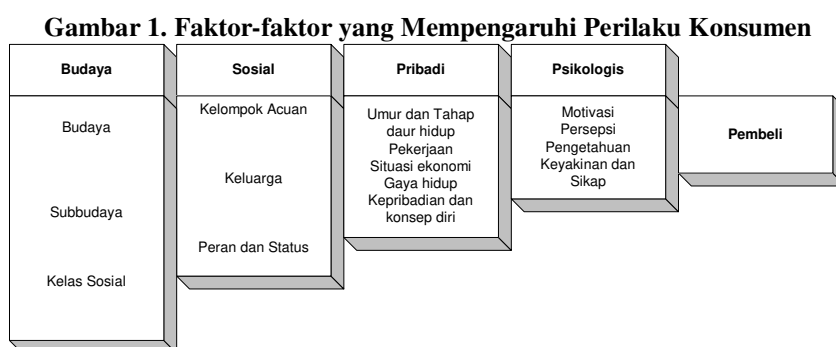 Gambar 1. Faktor-faktor yang Mempengaruhi Perilaku Konsumen
Budaya
Budaya
Subbudaya
Kelas Sosial
Sosial
Kelompok Acuan
Keluarga
Peran dan Status
Pribadi
Umur dan Tahap
daur hidup
Pekerjaan
Situasi ekonomi
Gaya hidup
Kepribadian dan
konsep diri
Psikologis
Motivasi
Persepsi
Pengetahuan
Keyakinan dan
Sikap
Pembeli